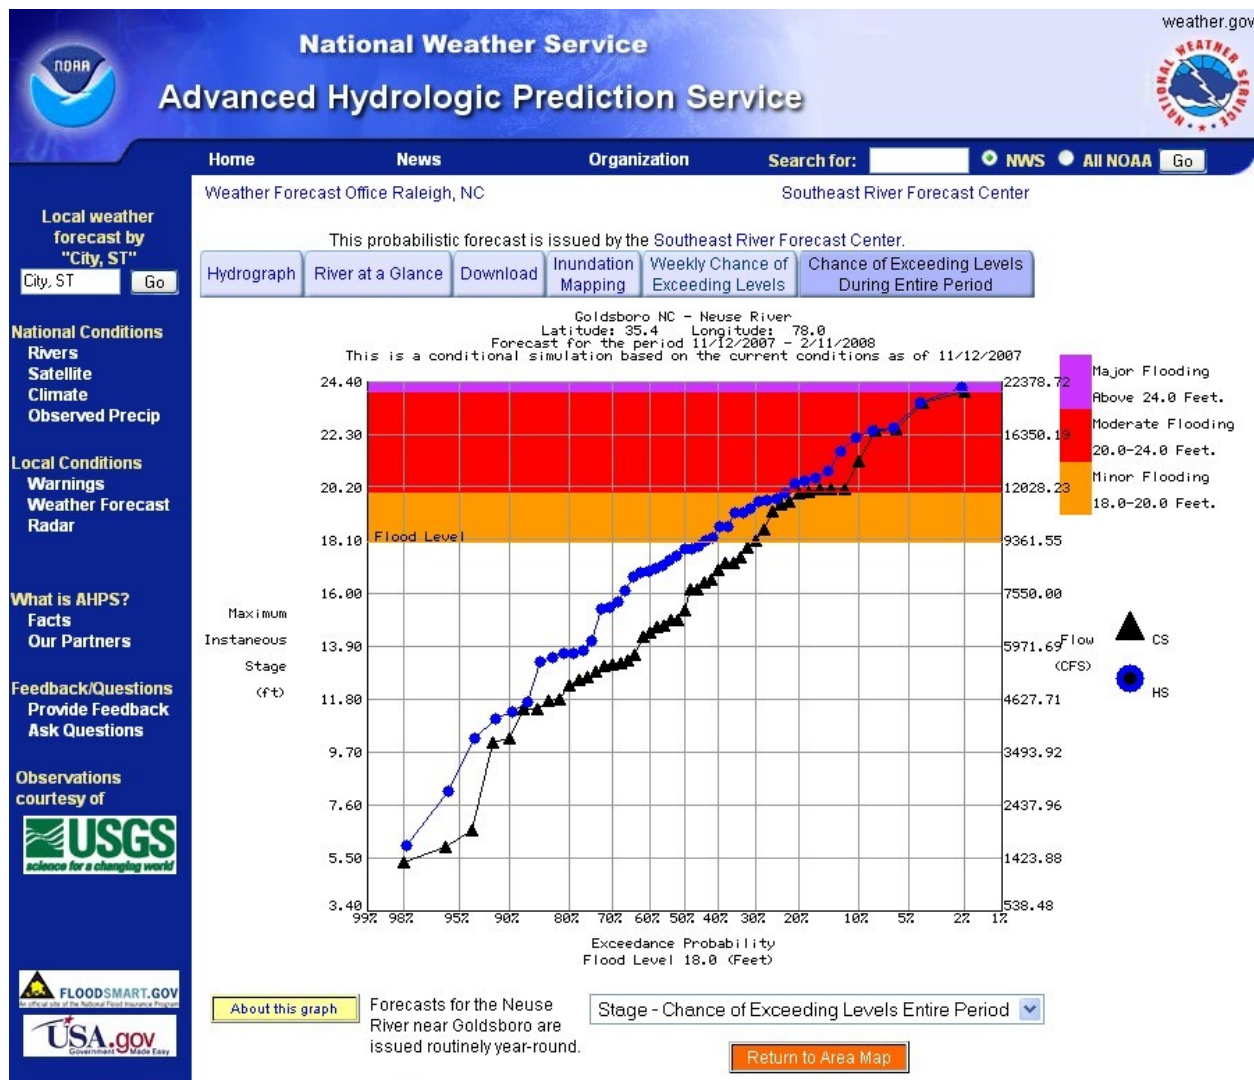 weather.gov
NOAA
National Weather Service
Advanced Hydrologic Prediction Service
NATIONAL WEATHER SERVICE
Home News Organization Search for: NWS All NOAA Go
Weather Forecast Office Raleigh, NC Southeast River Forecast Center
Local weather
forecast by
"City, ST"
City, ST Go
National Conditions
Rivers
Satellite
Climate
Observed Precip
Local Conditions
Warnings
Weather Forecast
Radar
What is AHPS?
Facts
Our Partners
Feedback/Questions
Provide Feedback
Ask Questions
Observations
courtesy of
USGS
science for a changing world
FLOODSMART.GOV
An official site of the National Flood Insurance Program
USA.gov
Government Made Easy
This probabilistic forecast is issued by the Southeast River Forecast Center.
Hydrograph River at a Glance Download Inundation Mapping Weekly Chance of Exceeding Levels Chance of Exceeding Levels During Entire Period
Goldsboro NC - Neuse River
Latitude: 35.4 Longitude: 78.0
Forecast for the period 11/12/2007 - 2/11/2008
This is a conditional simulation based on the current conditions as of 11/12/2007
24.40 22378.72
22.30 16350.19
20.20 12028.23
18.10 Flood Level 9361.55
16.00 7550.00
13.90 5971.69
11.80 4627.71
9.70 3493.92
7.60 2437.96
5.50 1423.88
3.40 538.48
Maximum
Instaneous
Stage
(ft)
Flow
(CFS)
99% 98% 95% 90% 80% 70% 60% 50% 40% 30% 20% 10% 5% 2% 1%
Exceedance Probability
Flood Level 18.0 (Feet)
Major Flooding
Above 24.0 Feet.
Moderate Flooding
20.0-24.0 Feet.
Minor Flooding
18.0-20.0 Feet.
CS
HS
About this graph
Forecasts for the Neuse
River near Goldsboro are
issued routinely year-round.
Stage - Chance of Exceeding Levels Entire Period
Return to Area Map